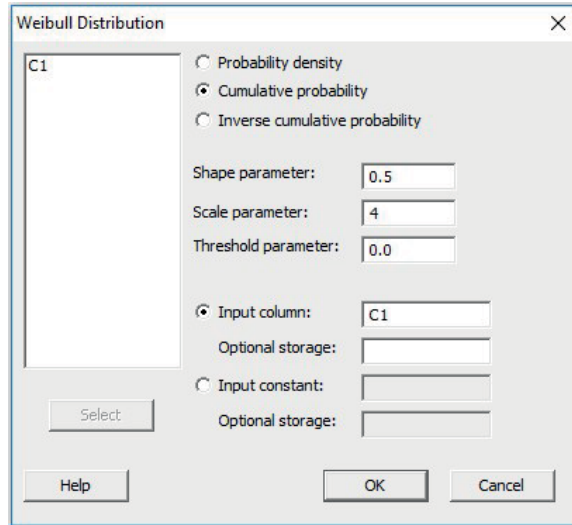 Weibull Distribution
C1
Probability density
Cumulative probability
Inverse cumulative probability
Shape parameter: 0.5
Scale parameter: 4
Threshold parameter: 0.0
Input column: C1
Optional storage:
Input constant:
Optional storage:
Select
Help OK Cancel